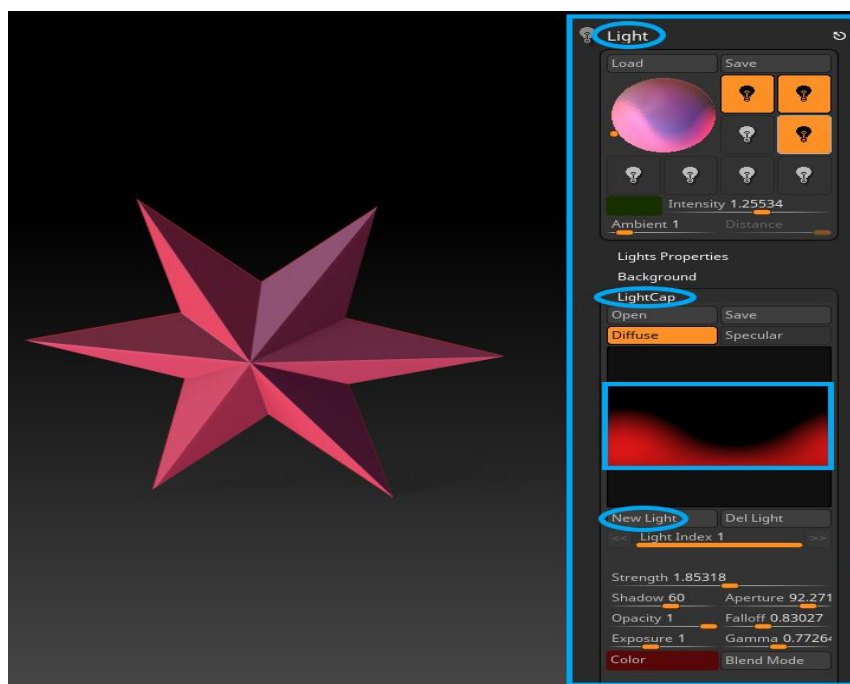 Light
Load Save
Intensity 1.25534
Ambient 1 Distance
Lights Properties
Background
LightCap
Open Save
Diffuse Specular
New Light Del Light
<< Light Index 1 >>
Strength 1.85318
Shadow 60 Aperture 92.271
Opacity 1 Falloff 0.83027
Exposure 1 Gamma 0.7726
Color Blend Mode